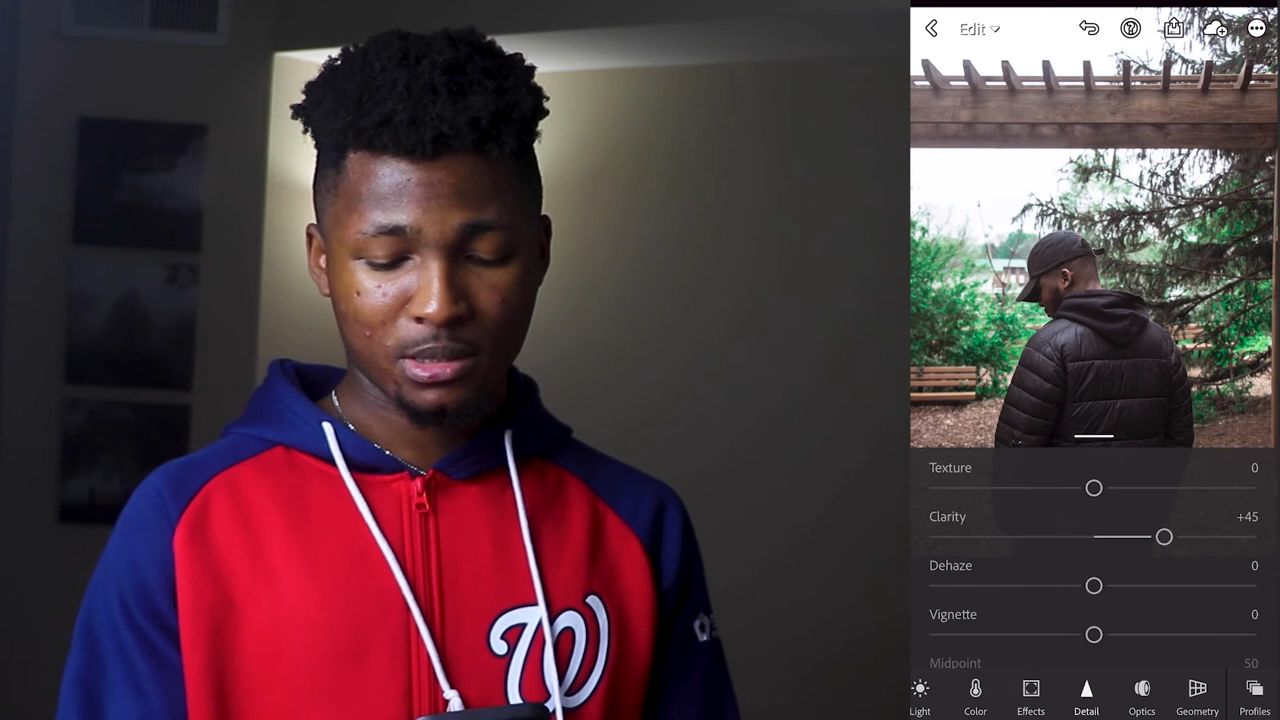 Edit
Texture 0
Clarity +45
Dehaze 0
Vignette 0
Midpoint 50
Light Color Effects Detail Optics Geometry Profiles
W